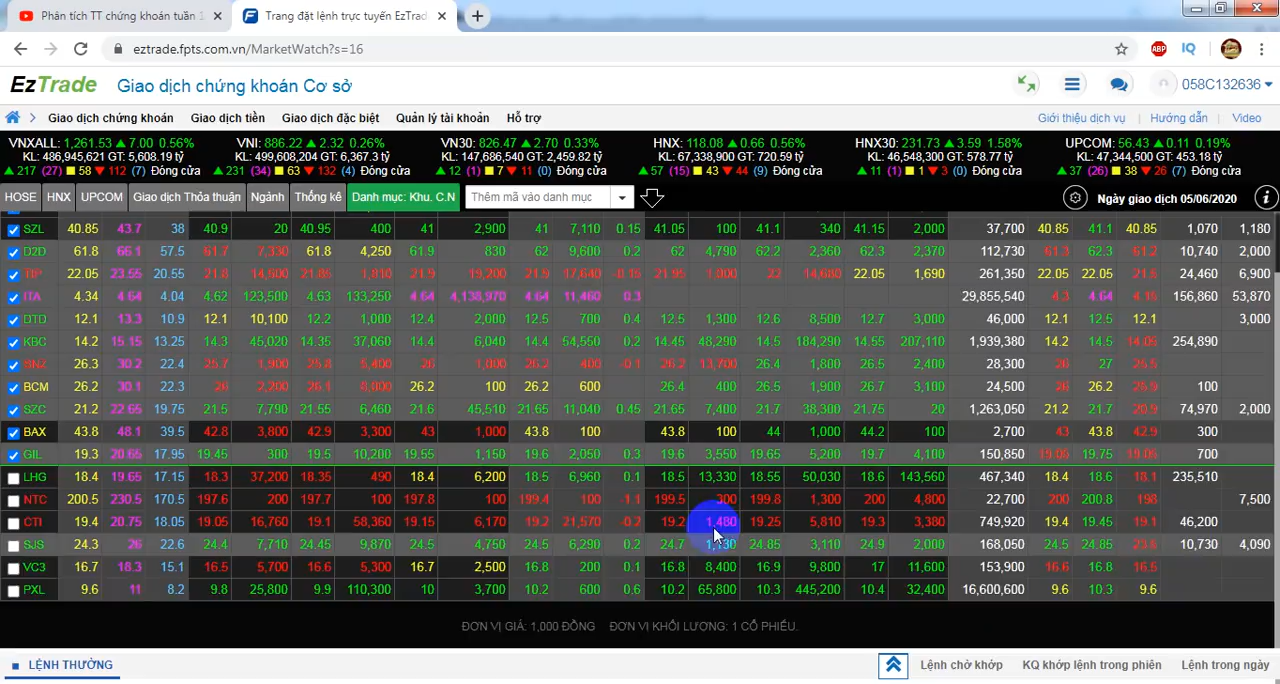 Phân tích TT chứng khoán tuần
Trang đặt lệnh trực tuyến EzTrad
eztrade.fpts.com.vn/MarketWatch?s=16
ABP IQ
EzTrade Giao dịch chứng khoán Cơ sở 058C132636
Giao dịch chứng khoán Giao dịch tiền Giao dịch đặc biệt Quản lý tài khoản Hỗ trợ Giới thiệu dịch vụ Hướng dẫn Video
VNXALL: 1,261.53 ▲ 7.00 0.56% VNI: 886.22 ▲ 2.32 0.26% VN30: 826.47 ▲ 2.70 0.33% HNX: 118.08 ▲ 0.66 0.56% HNX30: 231.73 ▲ 3.59 1.58% UPCOM: 56.43 ▲ 0.11 0.19%
KL: 486,945,621 GT: 5,608.19 tỷ KL: 499,608,204 GT: 6,367.3 tỷ KL: 147,686,540 GT: 2,459.82 tỷ KL: 67,338,900 GT: 720.59 tỷ KL: 46,548,300 GT: 578.77 tỷ KL: 47,344,500 GT: 453.18 tỷ
▲ 217 (27) ■ 58 ▼ 112 (7) Đóng cửa ▲ 231 (34) ■ 63 ▼ 132 (4) Đóng cửa ▲ 12 (1) ■ 7 ▼ 11 (0) Đóng cửa ▲ 57 (15) ■ 43 ▼ 44 (9) Đóng cửa ▲ 11 (1) ■ 1 ▼ 3 (0) Đóng cửa ▲ 37 (26) ■ 38 ▼ 26 (7) Đóng cửa
HOSE HNX UPCOM Giao dịch Thỏa thuận Ngành Thống kê Danh mục: Khu. C.N Thêm mã vào danh mục Ngày giao dịch 05/06/2020
SZL 40.85 43.7 38 40.9 20 40.95 400 41 2,900 41 7,110 0.15 41.05 100 41.1 340 41.15 2,000 37,700 40.85 41.1 40.85 1,070 1,180
D2D 61.8 66.1 57.5 61.7 7,330 61.8 4,250 61.9 830 62 9,600 0.2 62 4,790 62.2 2,360 62.3 2,370 112,730 61.3 62.3 61.2 10,740 2,000
TIP 22.05 23.55 20.55 21.8 14,600 21.85 1,810 21.9 19,200 21.9 17,640 -0.15 21.95 1,000 22 14,680 22.05 1,690 261,350 22.05 22.05 21.5 24,460 6,900
ITA 4.34 4.64 4.04 4.62 123,500 4.63 133,250 4.64 4,138,970 4.64 11,460 0.3 29,855,540 4.3 4.64 4.15 156,860 53,870
DTD 12.1 13.3 10.9 12.1 10,100 12.2 1,000 12.4 2,000 12.5 700 0.4 12.5 1,300 12.6 8,500 12.7 3,000 46,000 12.1 12.5 12.1 3,000
KBC 14.2 15.15 13.25 14.3 45,020 14.35 37,060 14.4 6,040 14.4 54,550 0.2 14.45 48,290 14.5 184,290 14.55 207,110 1,939,380 14.2 14.5 14.05 254,890
SNZ 26.3 30.2 22.4 25.7 1,900 25.8 5,400 26 1,000 26.2 400 -0.1 26.2 13,700 26.4 1,800 26.5 2,400 28,300 26 27 25.5
BCM 26.2 30.1 22.3 26 2,200 26.1 8,000 26.2 100 26.2 600 26.4 400 26.5 1,900 26.7 3,100 24,500 26 26.2 25.9 100
SZC 21.2 22.65 19.75 21.5 7,790 21.55 6,460 21.6 45,510 21.65 11,040 0.45 21.65 7,400 21.7 38,300 21.75 20 1,263,050 21.2 21.7 20.9 74,970 2,000
BAX 43.8 48.1 39.5 42.8 3,800 42.9 3,300 43 1,000 43.8 100 43.8 100 44 1,000 44.2 100 2,700 43 43.8 42.9 300
GIL 19.3 20.65 17.95 19.45 300 19.5 10,200 19.55 1,150 19.6 2,050 0.3 19.6 3,550 19.65 5,200 19.7 4,100 150,850 19.05 19.75 19.05 700
LHG 18.4 19.65 17.15 18.3 37,200 18.35 490 18.4 6,200 18.5 6,960 0.1 18.5 13,330 18.55 50,030 18.6 143,560 467,340 18.4 18.6 18.1 235,510
NTC 200.5 230.5 170.5 197.6 200 197.7 100 197.8 100 199.4 100 -1.1 199.5 300 199.8 1,300 200 4,800 22,700 200 200.8 198 7,500
CTI 19.4 20.75 18.05 19.05 16,760 19.1 58,360 19.15 6,170 19.2 21,570 -0.2 19.2 1,480 19.25 5,810 19.3 3,380 749,920 19.4 19.45 19.1 46,200
SJS 24.3 26 22.6 24.4 7,710 24.45 9,870 24.5 4,750 24.5 6,290 0.2 24.7 24.85 3,110 24.9 2,000 168,050 24.5 24.85 23.8 10,730 4,090
VC3 16.7 18.3 15.1 16.5 5,700 16.6 5,300 16.7 2,500 16.8 200 0.1 16.8 8,400 16.9 9,800 17 11,600 153,900 16.6 16.8 16.5
PXL 9.6 11 8.2 9.8 25,800 9.9 110,300 10 3,700 10.2 600 0.6 10.2 65,800 10.3 445,200 10.4 32,400 16,600,600 9.6 10.3 9.6
ĐƠN VỊ GIÁ: 1,000 ĐỒNG ĐƠN VỊ KHỐI LƯỢNG: 1 CỔ PHIẾU.
LỆNH THƯỜNG Lệnh chờ khớp KQ khớp lệnh trong phiên Lệnh trong ngày